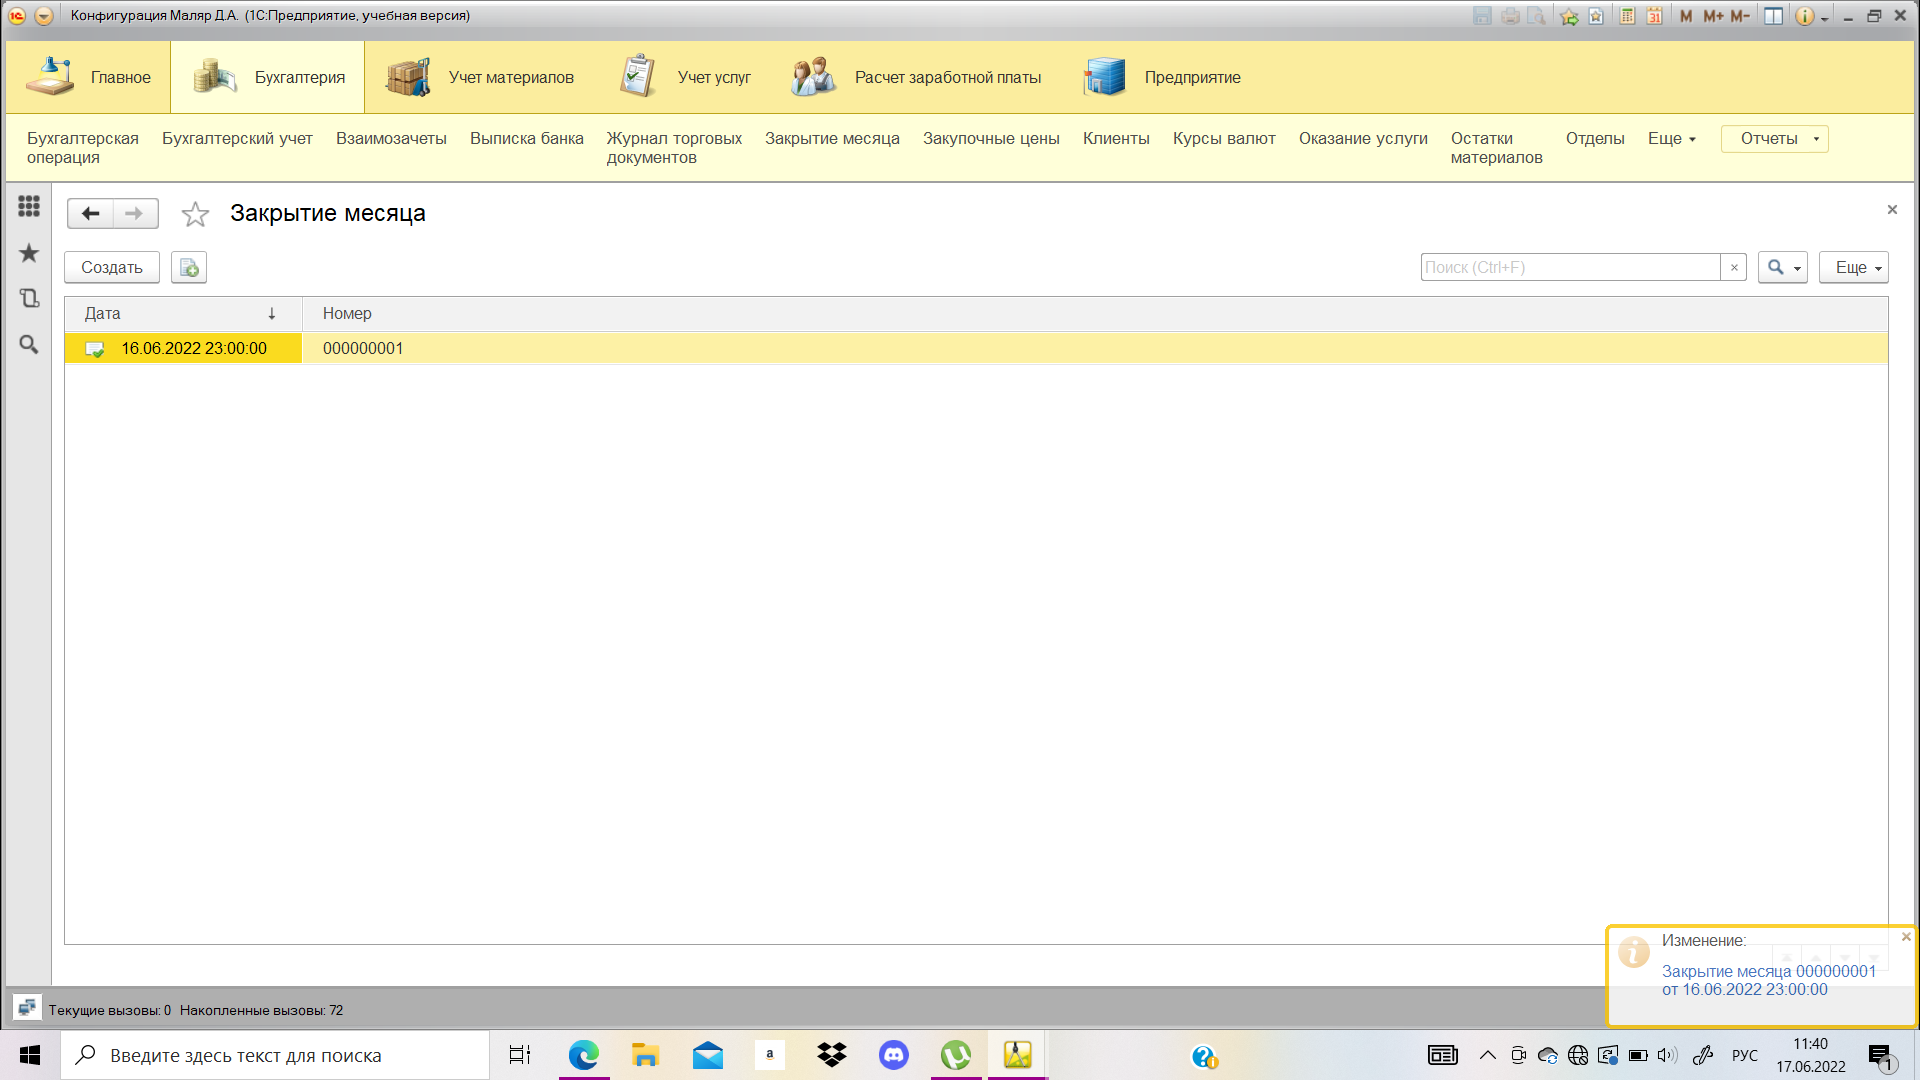 Конфигурация Маляр Д.А. (1С:Предприятие, учебная версия)
M M+ M-
Главное
Бухгалтерия
Учет материалов
Учет услуг
Расчет заработной платы
Предприятие
Бухгалтерская операция
Бухгалтерский учет
Взаимозачеты
Выписка банка
Журнал торговых документов
Закрытие месяца
Закупочные цены
Клиенты
Курсы валют
Оказание услуги
Остатки материалов
Отделы
Еще
Отчеты
Закрытие месяца
Создать
Поиск (Ctrl+F)
Еще
Дата
Номер
16.06.2022 23:00:00
000000001
Изменение:
Закрытие месяца 000000001
от 16.06.2022 23:00:00
Текущие вызовы: 0 Накопленные вызовы: 72
Введите здесь текст для поиска
a
РУС
11:40
17.06.2022
1